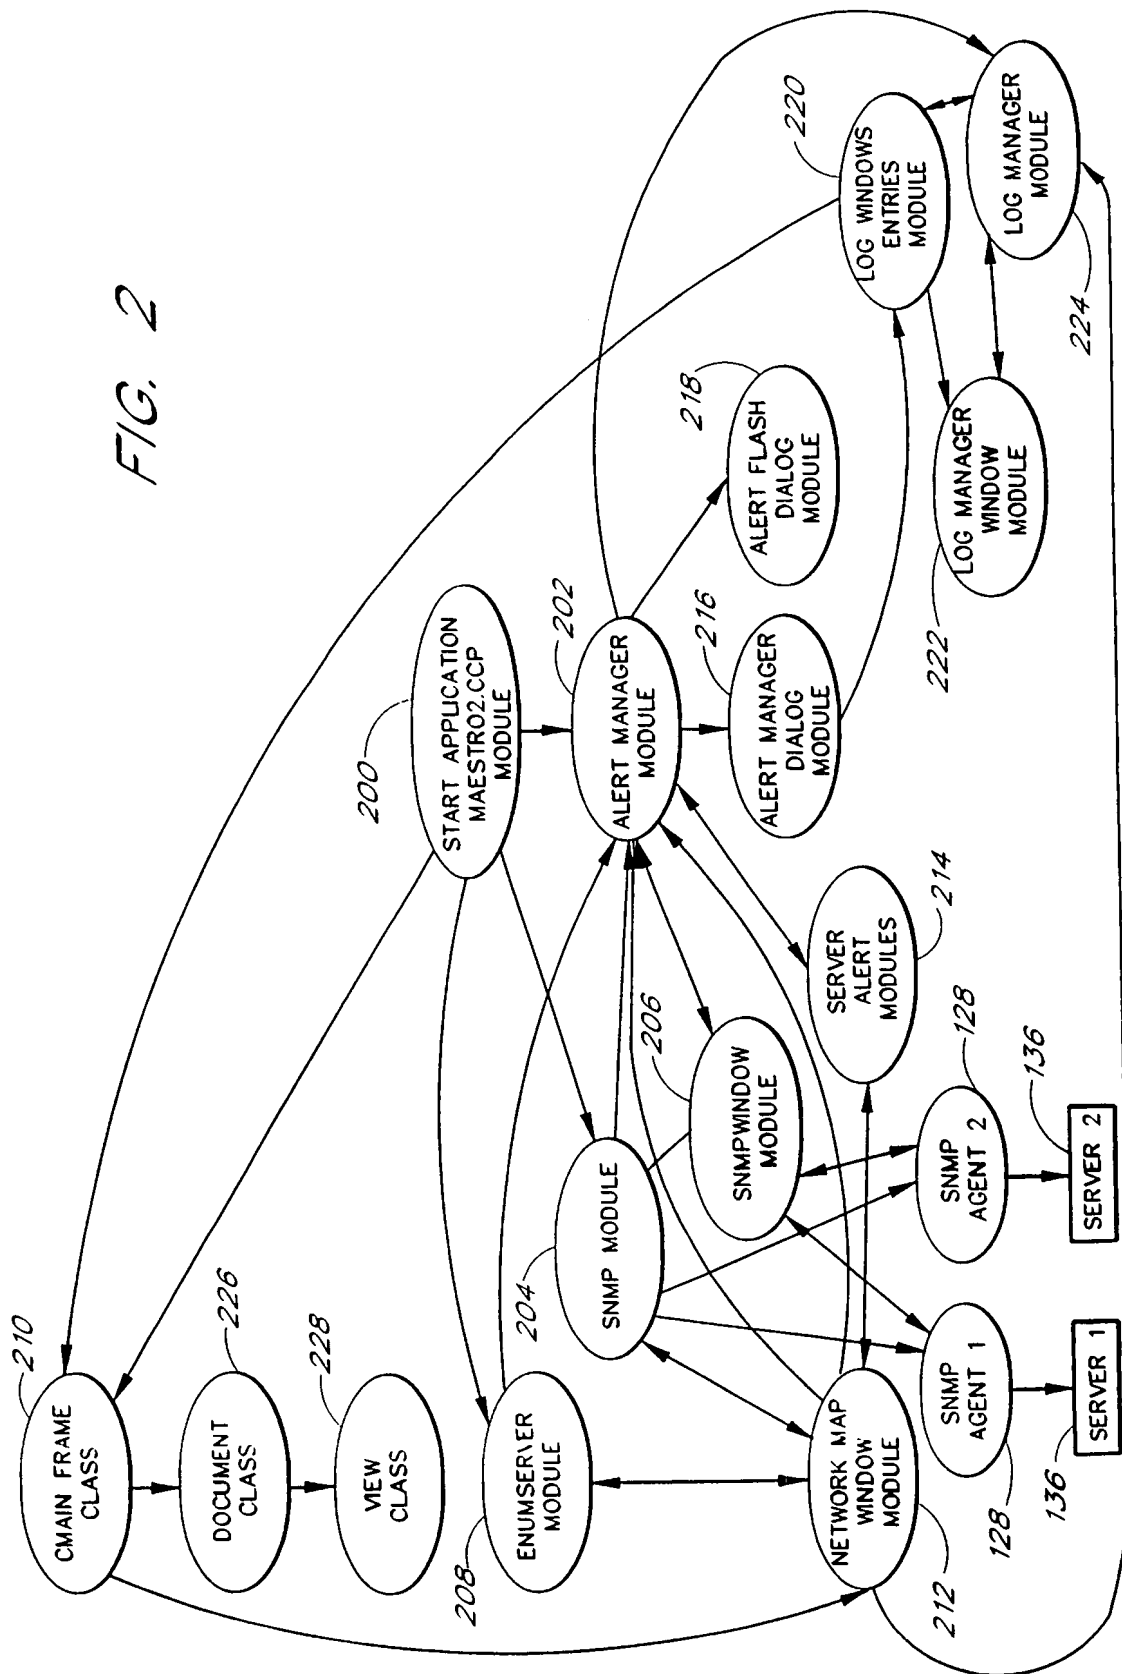 FIG. 2
210
CMAIN FRAME
CLASS
226
DOCUMENT
CLASS
228
VIEW
CLASS
208
ENUMSERVER
MODULE
200
START APPLICATION
MAESTRO2.CCP
MODULE
204
SNMP MODULE
202
ALERT MANAGER
MODULE
206
SNMPWINDOW
MODULE
216
ALERT MANAGER
DIALOG
MODULE
218
ALERT FLASH
DIALOG
MODULE
212
NETWORK MAP
WINDOW
MODULE
214
SERVER
ALERT
MODULES
220
LOG WINDOWS
ENTRIES
MODULE
222
LOG MANAGER
WINDOW
MODULE
224
LOG MANAGER
MODULE
128
SNMP
AGENT 1
128
SNMP
AGENT 2
136
SERVER 1
136
SERVER 2